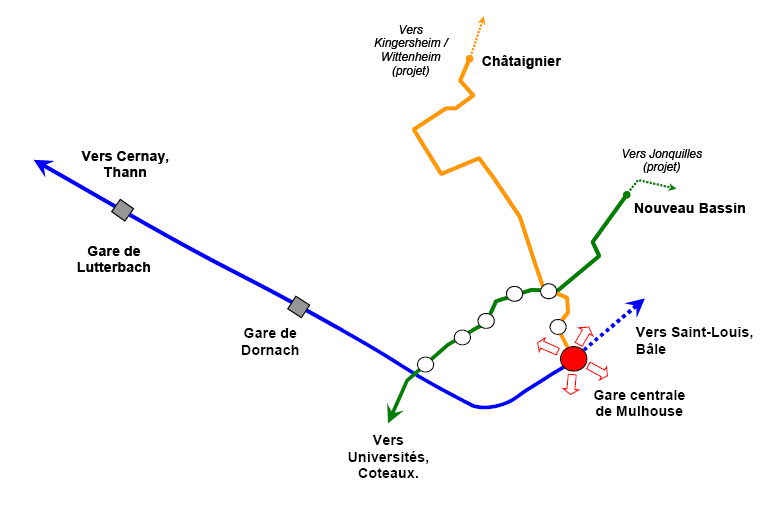 Vers
Kingersheim /
Wittenheim
(projet)
Châtaignier
Vers Jonquilles
(projet)
Nouveau Bassin
Vers Cernay,
Thann
Gare de
Lutterbach
Gare de
Dornach
Vers Saint-Louis,
Bâle
Gare centrale
de Mulhouse
Vers
Universités,
Coteaux.